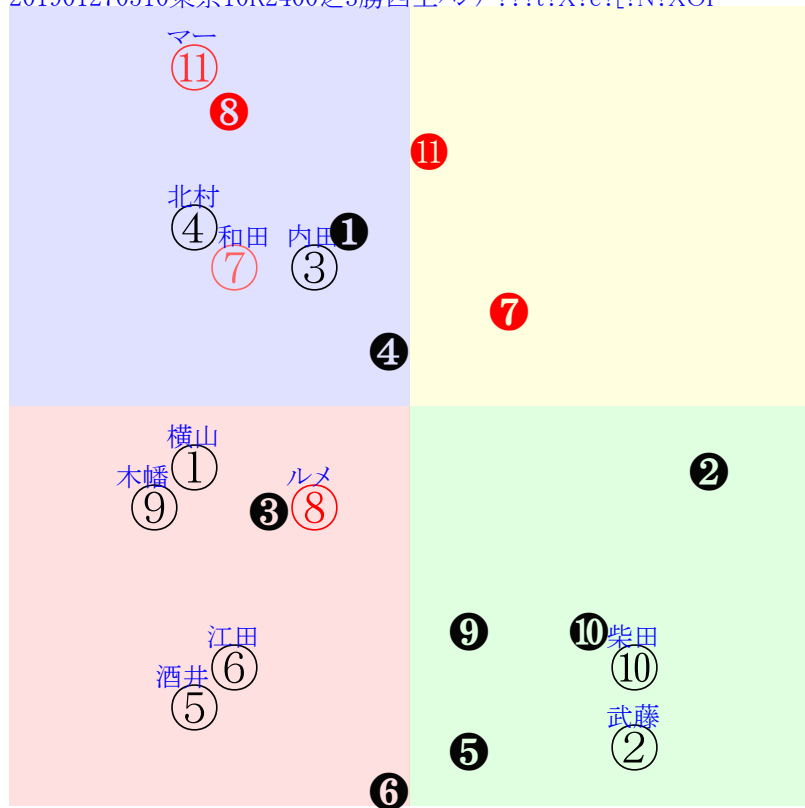 マー
⑪
❽
⓫
北村
④
和田
内田
❶
⑦
③
❼
❹
横山
①
木幡
ルメ
❷
⑨
❸
⑧
江田
❾
❿
柴田
⑥
⑩
酒井
⑤
武藤
②
❺
❻